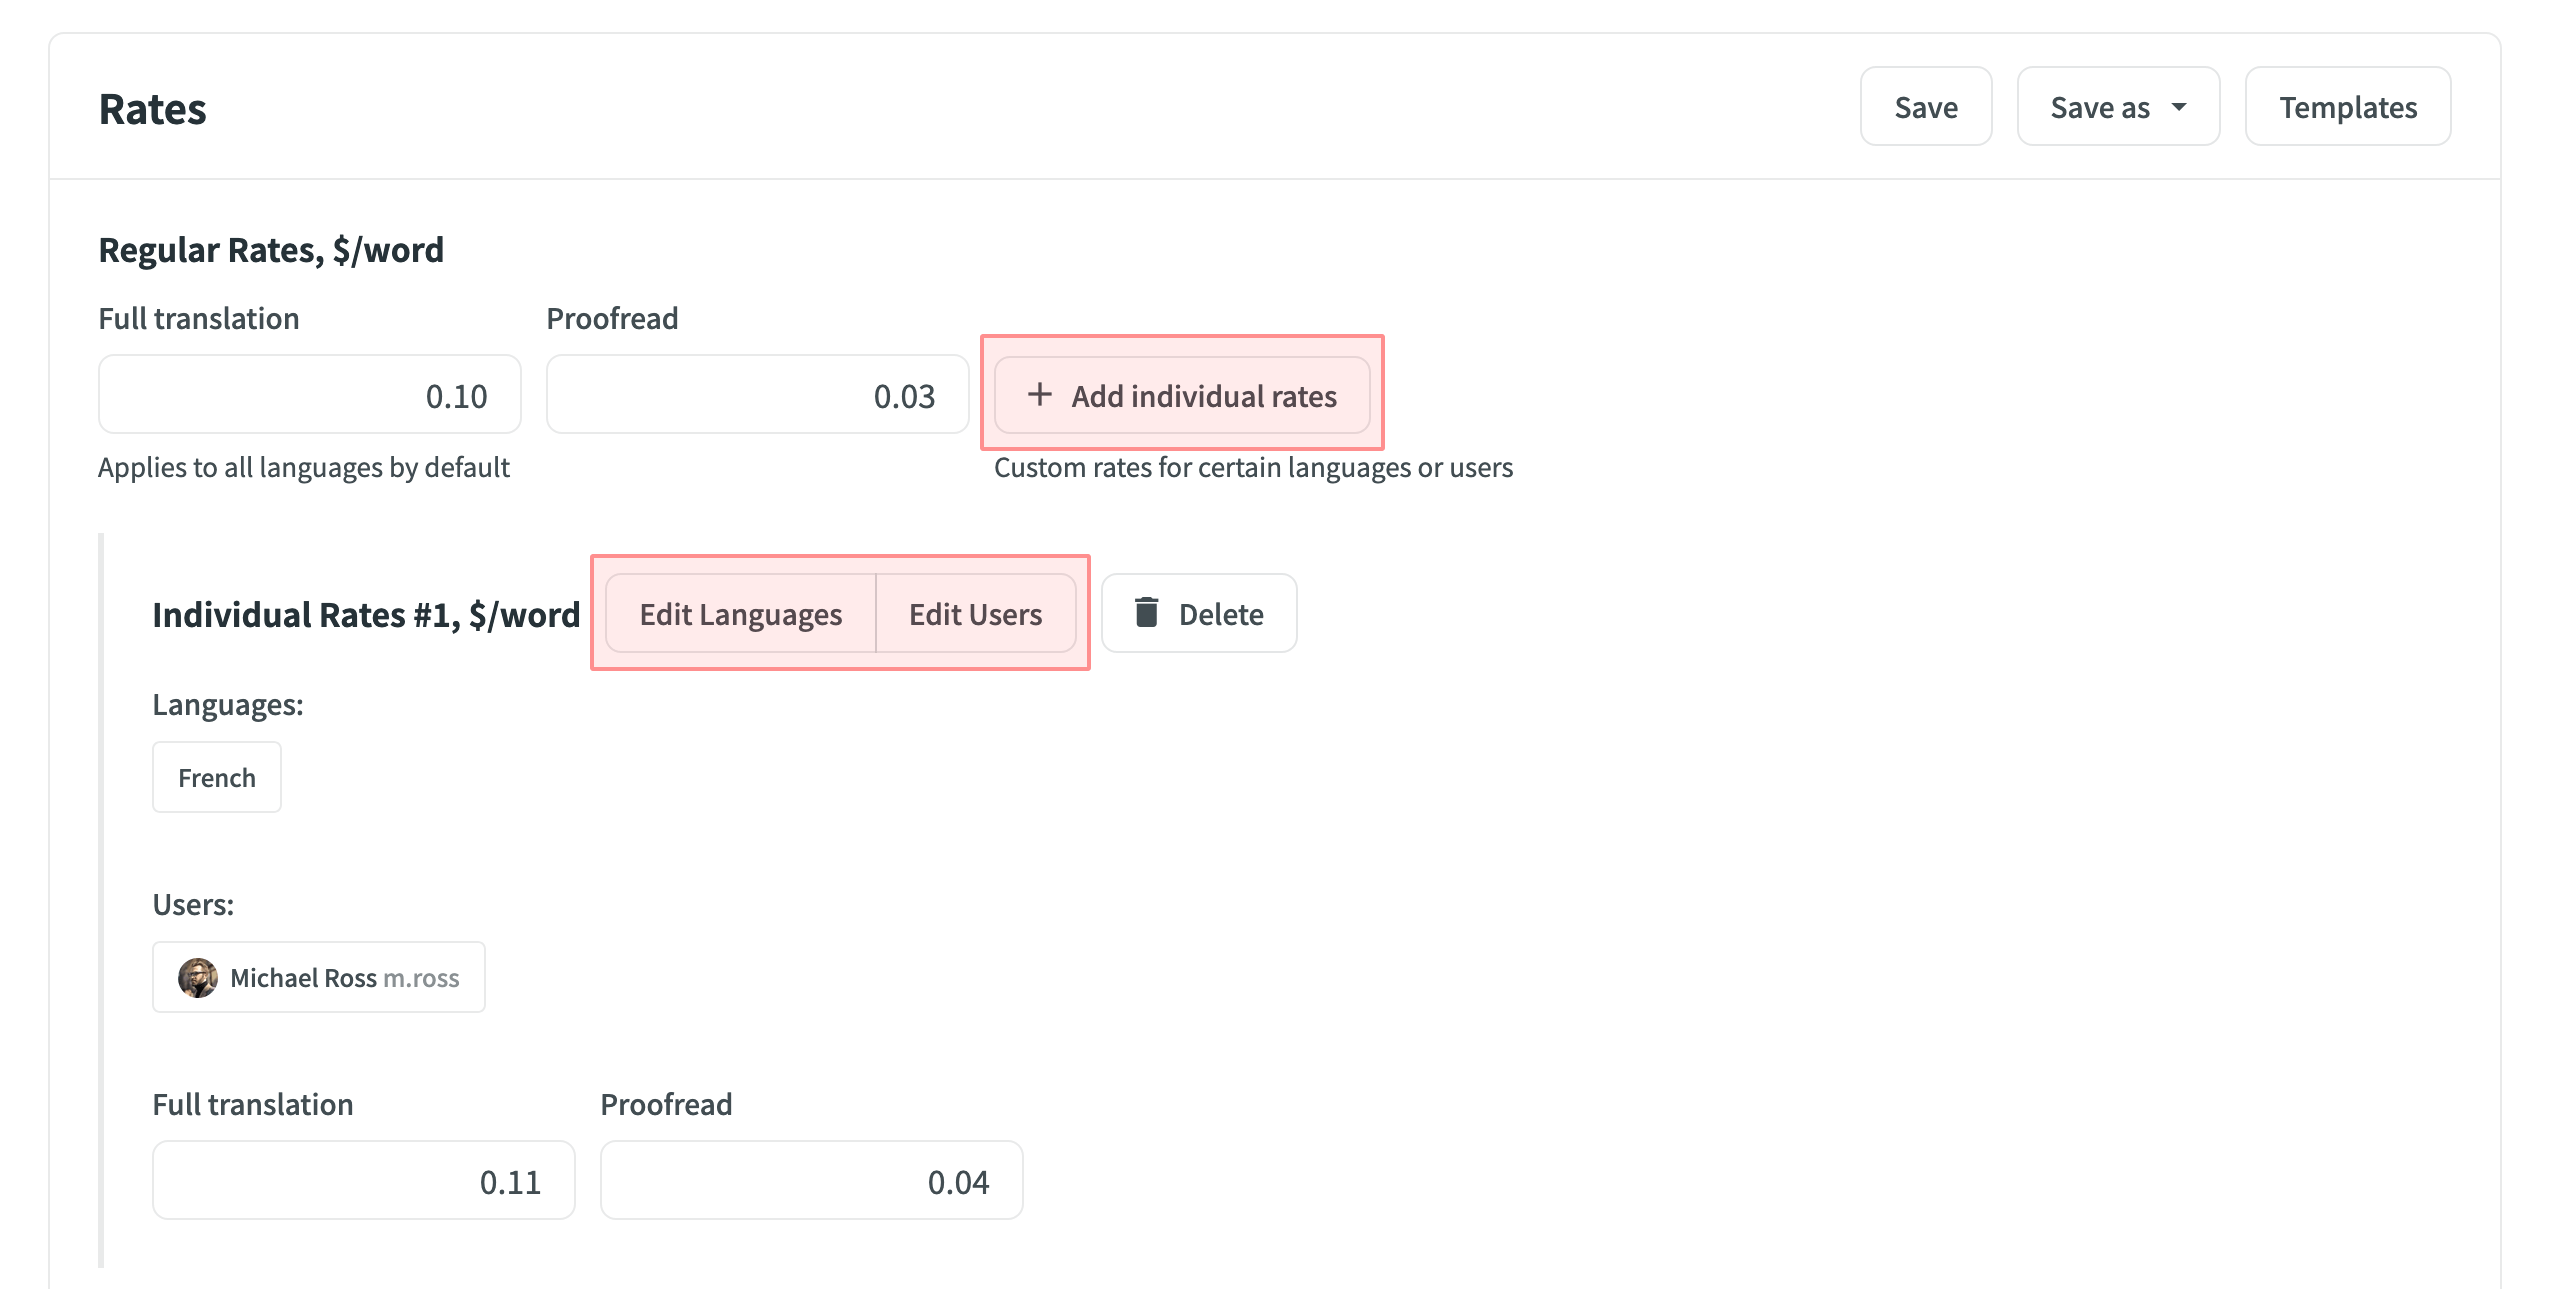 Rates
Save
Save as
Templates
Regular Rates, $/word
Full translation
Proofread
0.10
0.03
+ Add individual rates
Applies to all languages by default
Custom rates for certain languages or users
Individual Rates #1, $/word
Edit Languages
Edit Users
Delete
Languages:
French
Users:
Michael Ross m.ross
Full translation
Proofread
0.11
0.04